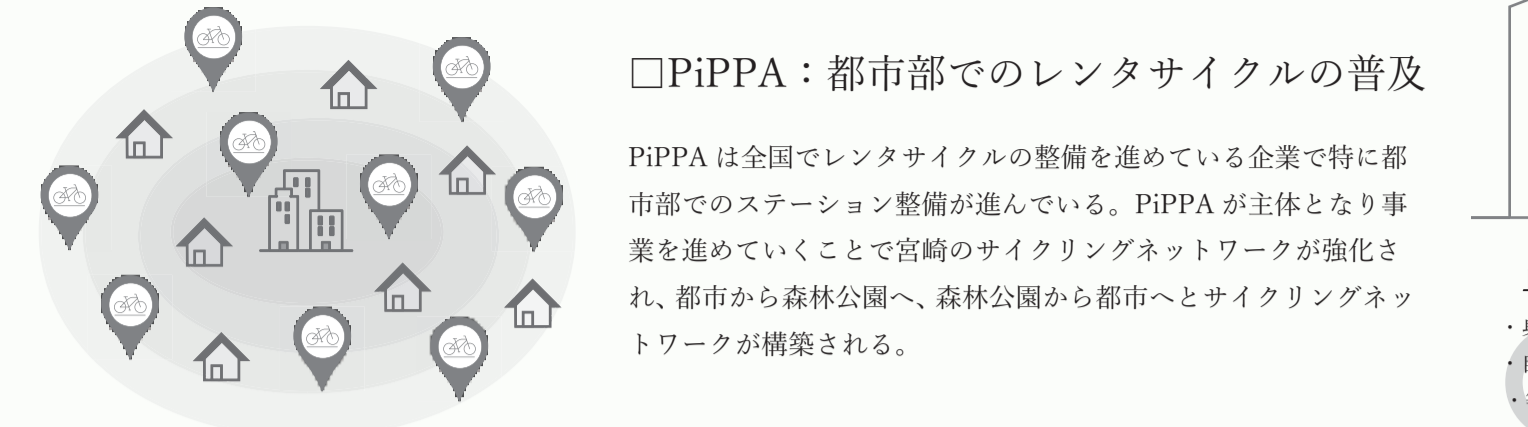 □PiPPA：都市部でのレンタサイクルの普及
PiPPA は全国でレンタサイクルの整備を進めている企業で特に都
市部でのステーション整備が進んでいる。PiPPA が主体となり事
業を進めていくことで宮崎のサイクリングネットワークが強化さ
れ、都市から森林公園へ、森林公園から都市へとサイクリングネッ
トワークが構築される。